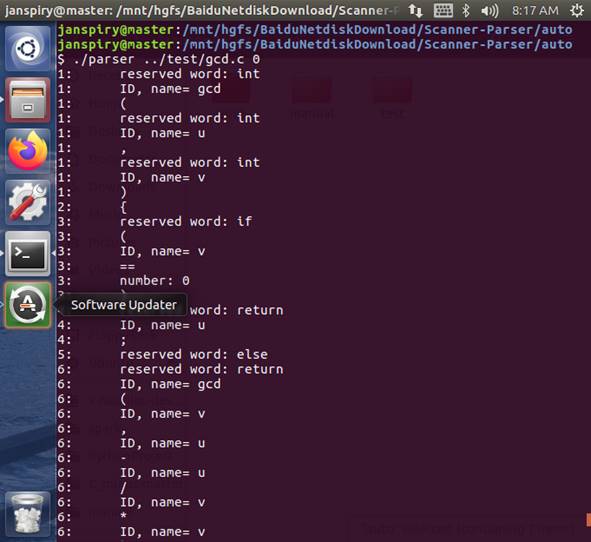 janspiry@master: /mnt/hgfs/BaiduNetdiskDownload/Scanner-P
8:17 AM
janspiry@master:/mnt/hgfs/BaiduNetdiskDownload/Scanner-Parser/auto
janspiry@master:/mnt/hgfs/BaiduNetdiskDownload/Scanner-Parser/auto
$ ./parser ../test/gcd.c 0
1: reserved word: int
1: ID, name= gcd
1: (
1: reserved word: int
1: ID, name= u
1: ,
1: reserved word: int
1: ID, name= v
1: )
2: {
3: reserved word: if
3: (
3: ID, name= v
3: ==
3: number: 0
Software Updater
word: return
4: ID, name= u
4: ;
5: reserved word: else
6: reserved word: return
6: ID, name= gcd
6: (
6: ID, name= v
6: ,
6: ID, name= u
6: -
6: ID, name= u
6: /
6: ID, name= v
6: *
6: ID, name= v